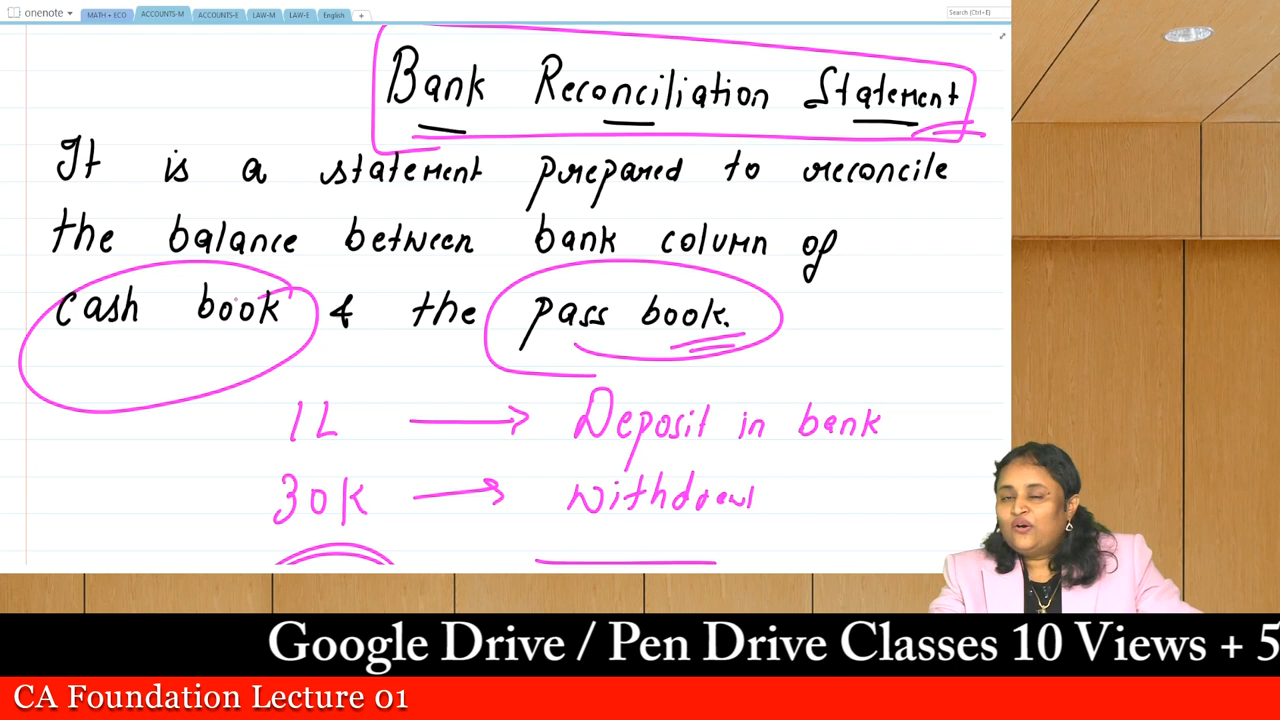 onenote
MATH + ECO
ACCOUNTS-M
ACCOUNTS-E
LAW-M
LAW-E
English
+
Search (Ctrl+E)
Bank Reconciliation Statement
It is a statement prepared to reconcile
the balance between bank column of
cash book & the pass book.
1L → Deposit in bank
30K → withdrawl
Google Drive / Pen Drive Classes 10 Views + 5
CA Foundation Lecture 01